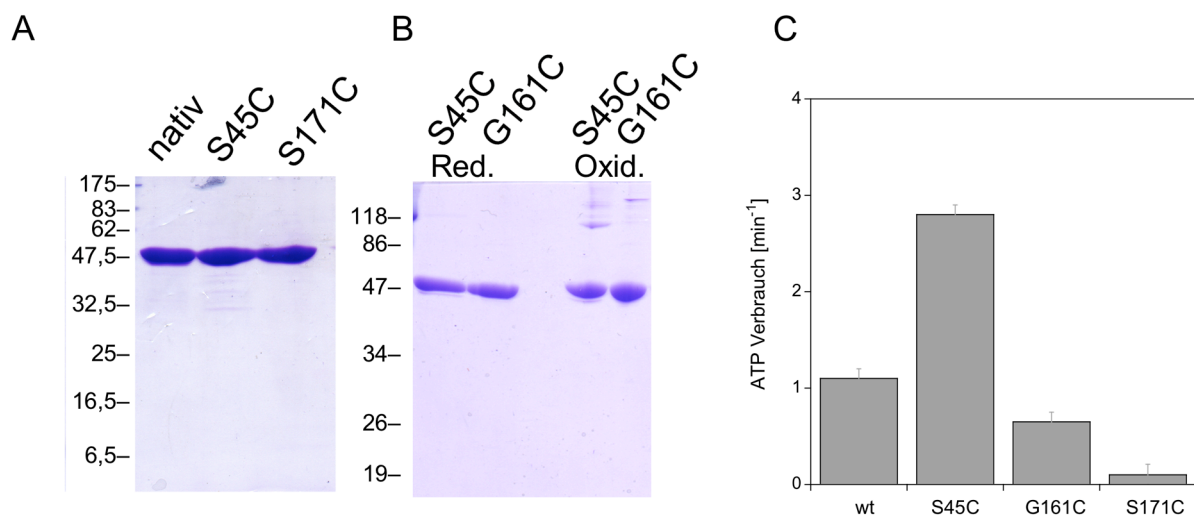 A
nativ
S45C
S171C
175–
83–
62–
47,5–
32,5–
25–
16,5–
6,5–
B
S45C
G161C
S45C
G161C
Red.
Oxid.
118–
86–
47–
34–
26–
19–
C
ATP Verbrauch [min⁻¹]
4
3
2
1
0
wt
S45C
G161C
S171C